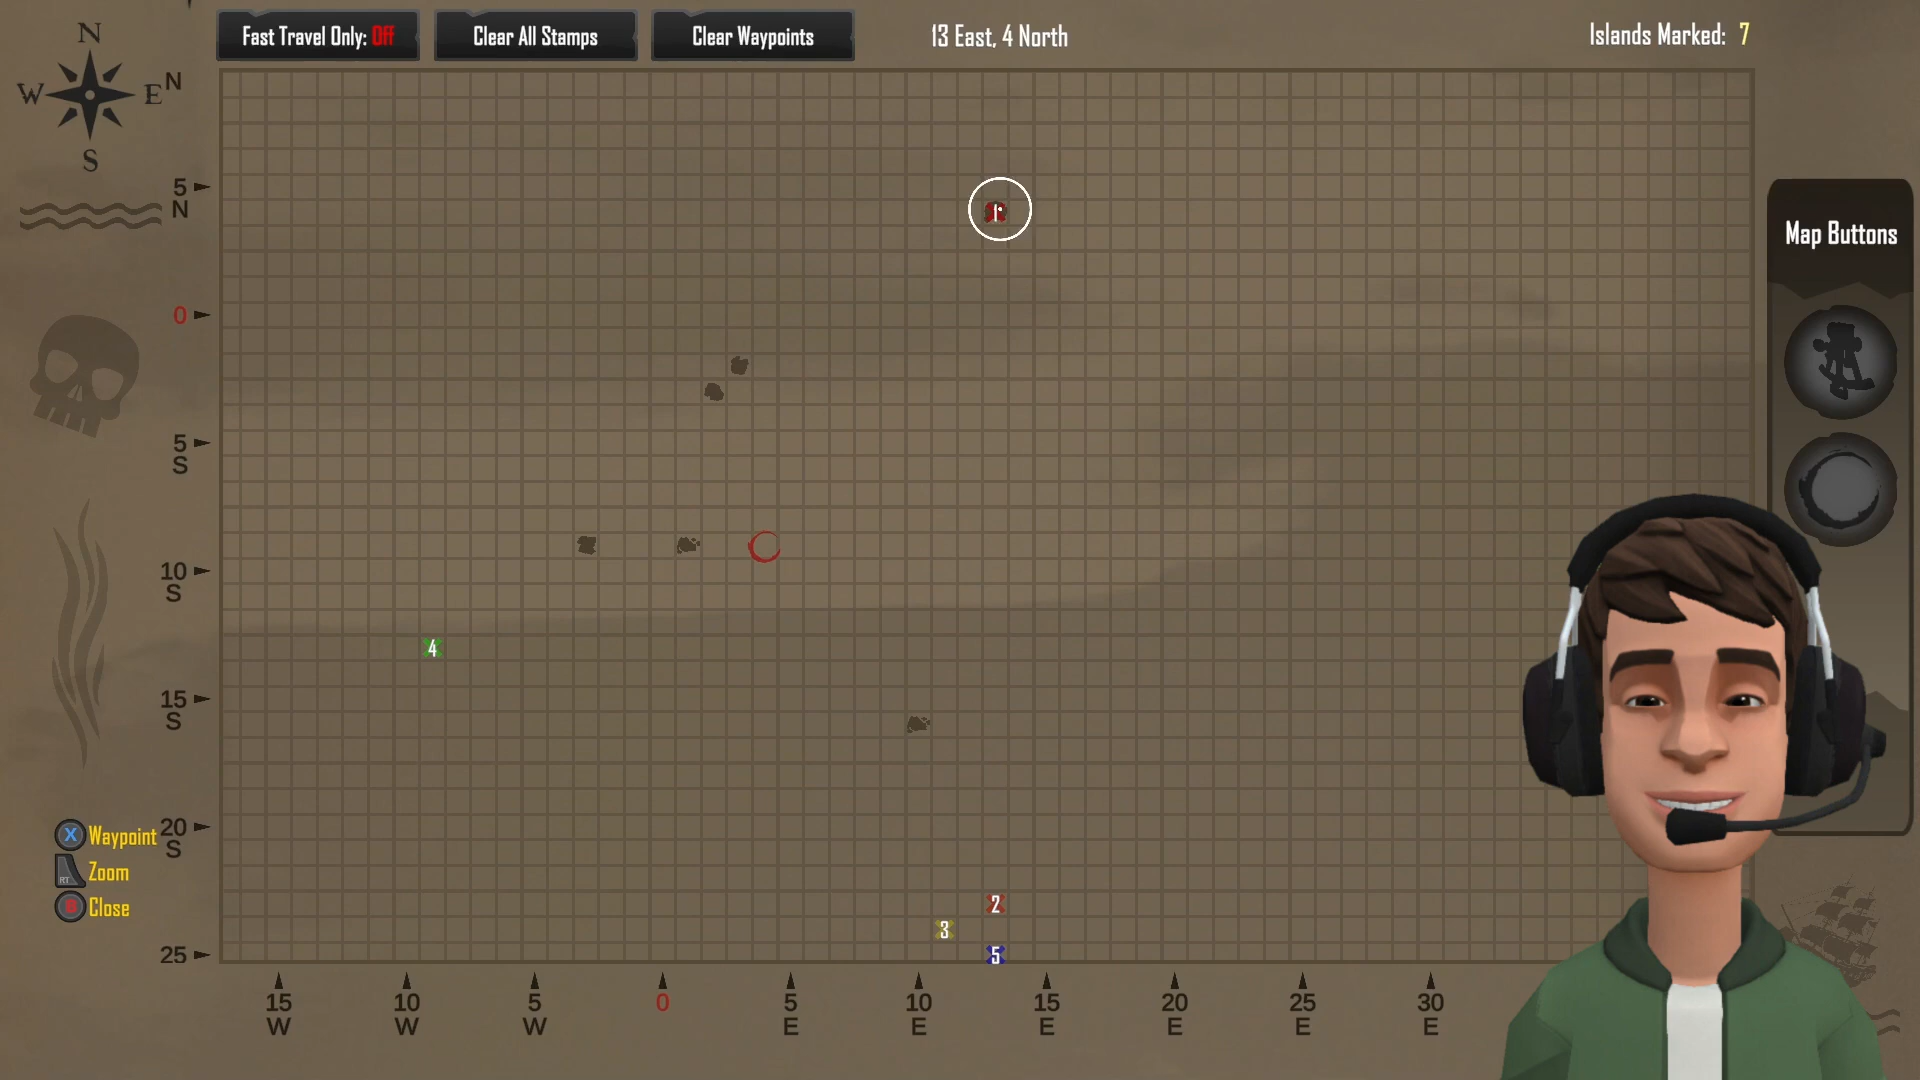 Fast Travel Only: Off
Clear All Stamps
Clear Waypoints
13 East, 4 North
Islands Marked: 7
N
W
E
S
N
5
N
0
5
S
10
S
15
S
20
S
25
Map Buttons
1
4
2
3
5
X Waypoint
RT Zoom
B Close
15 10 5 0 5 10 15 20 25 30
W W W E E E E E E